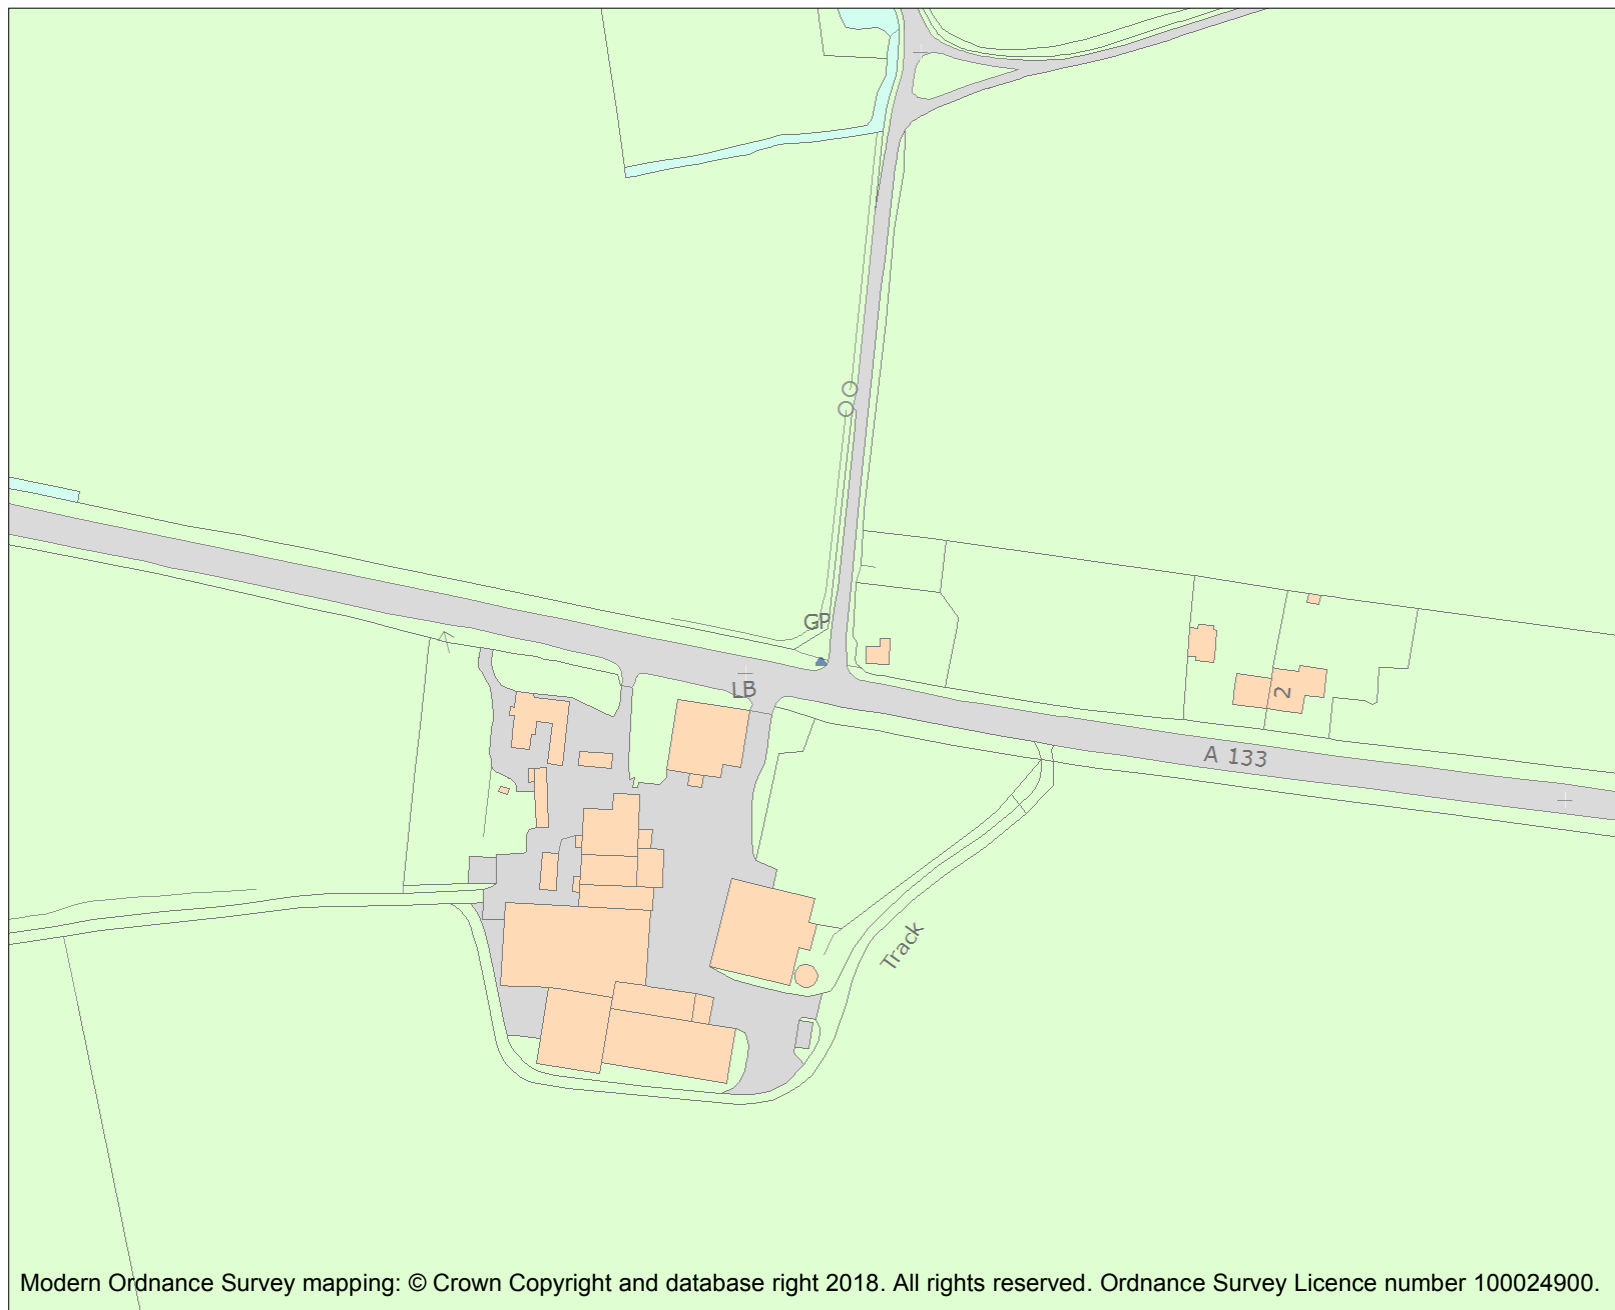 GP
LB
2
A 133
Track
Modern Ordnance Survey mapping: © Crown Copyright and database right 2018. All rights reserved. Ordnance Survey Licence number 100024900.